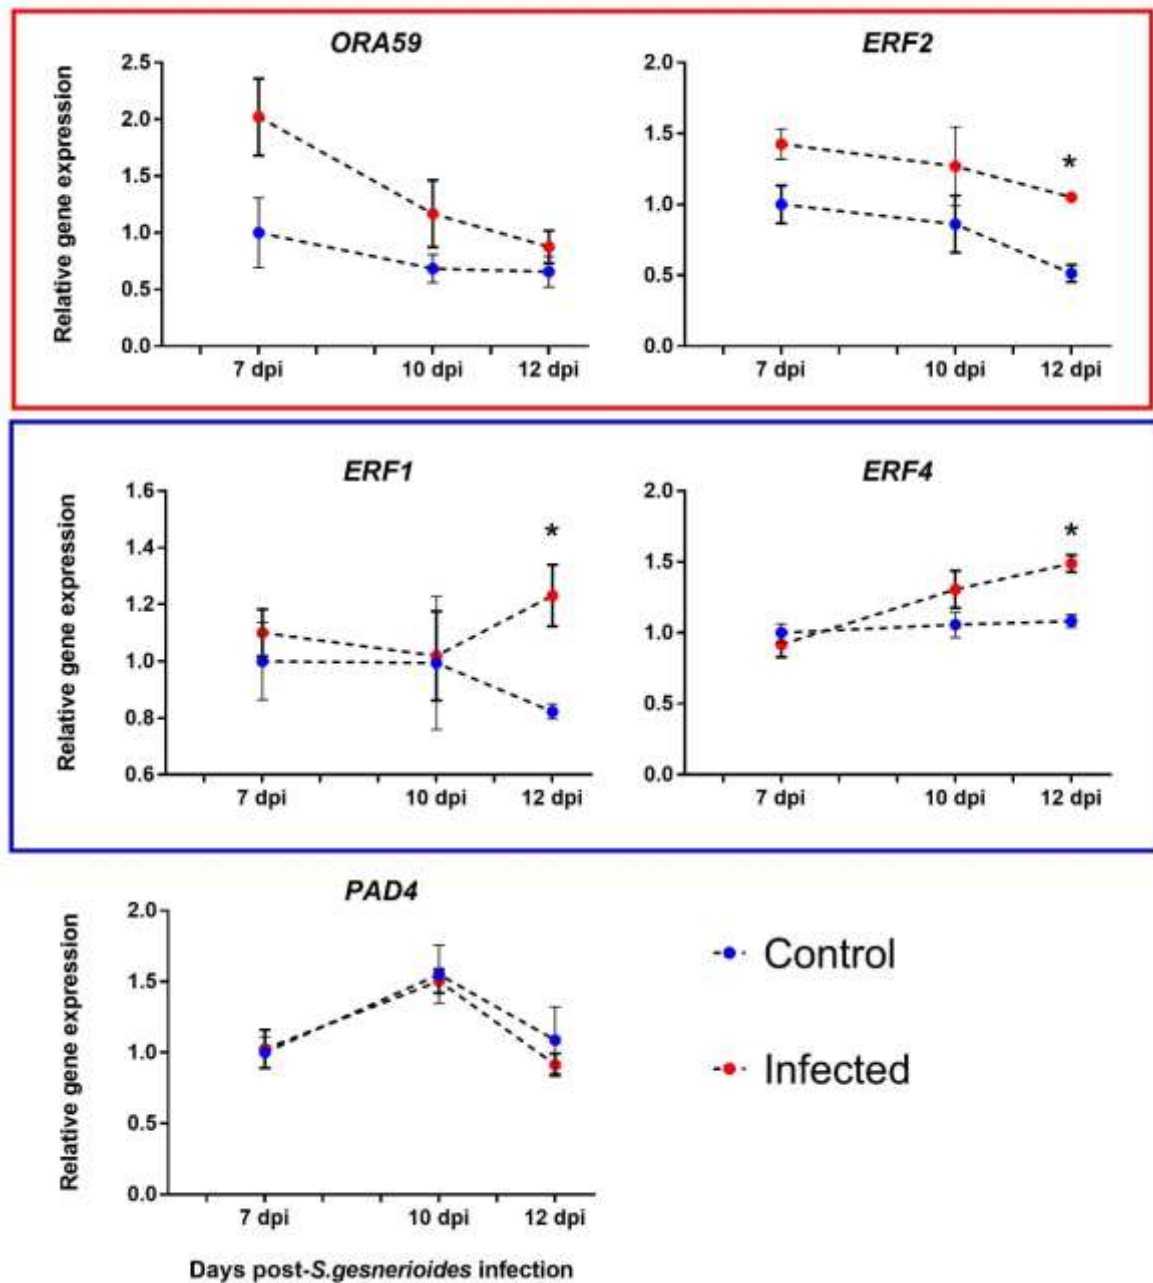 ORA59
ERF2
Relative gene expression
2.5
2.0
1.5
1.0
0.5
0.0
7 dpi
10 dpi
12 dpi
2.0
1.5
1.0
0.5
0.0
*
7 dpi
10 dpi
12 dpi
ERF1
ERF4
Relative gene expression
1.6
1.4
1.2
1.0
0.8
0.6
*
7 dpi
10 dpi
12 dpi
2.0
1.5
1.0
0.5
0.0
*
7 dpi
10 dpi
12 dpi
PAD4
Relative gene expression
2.0
1.5
1.0
0.5
0.0
7 dpi
10 dpi
12 dpi
Days post-S.gesnerioides infection
Control
Infected